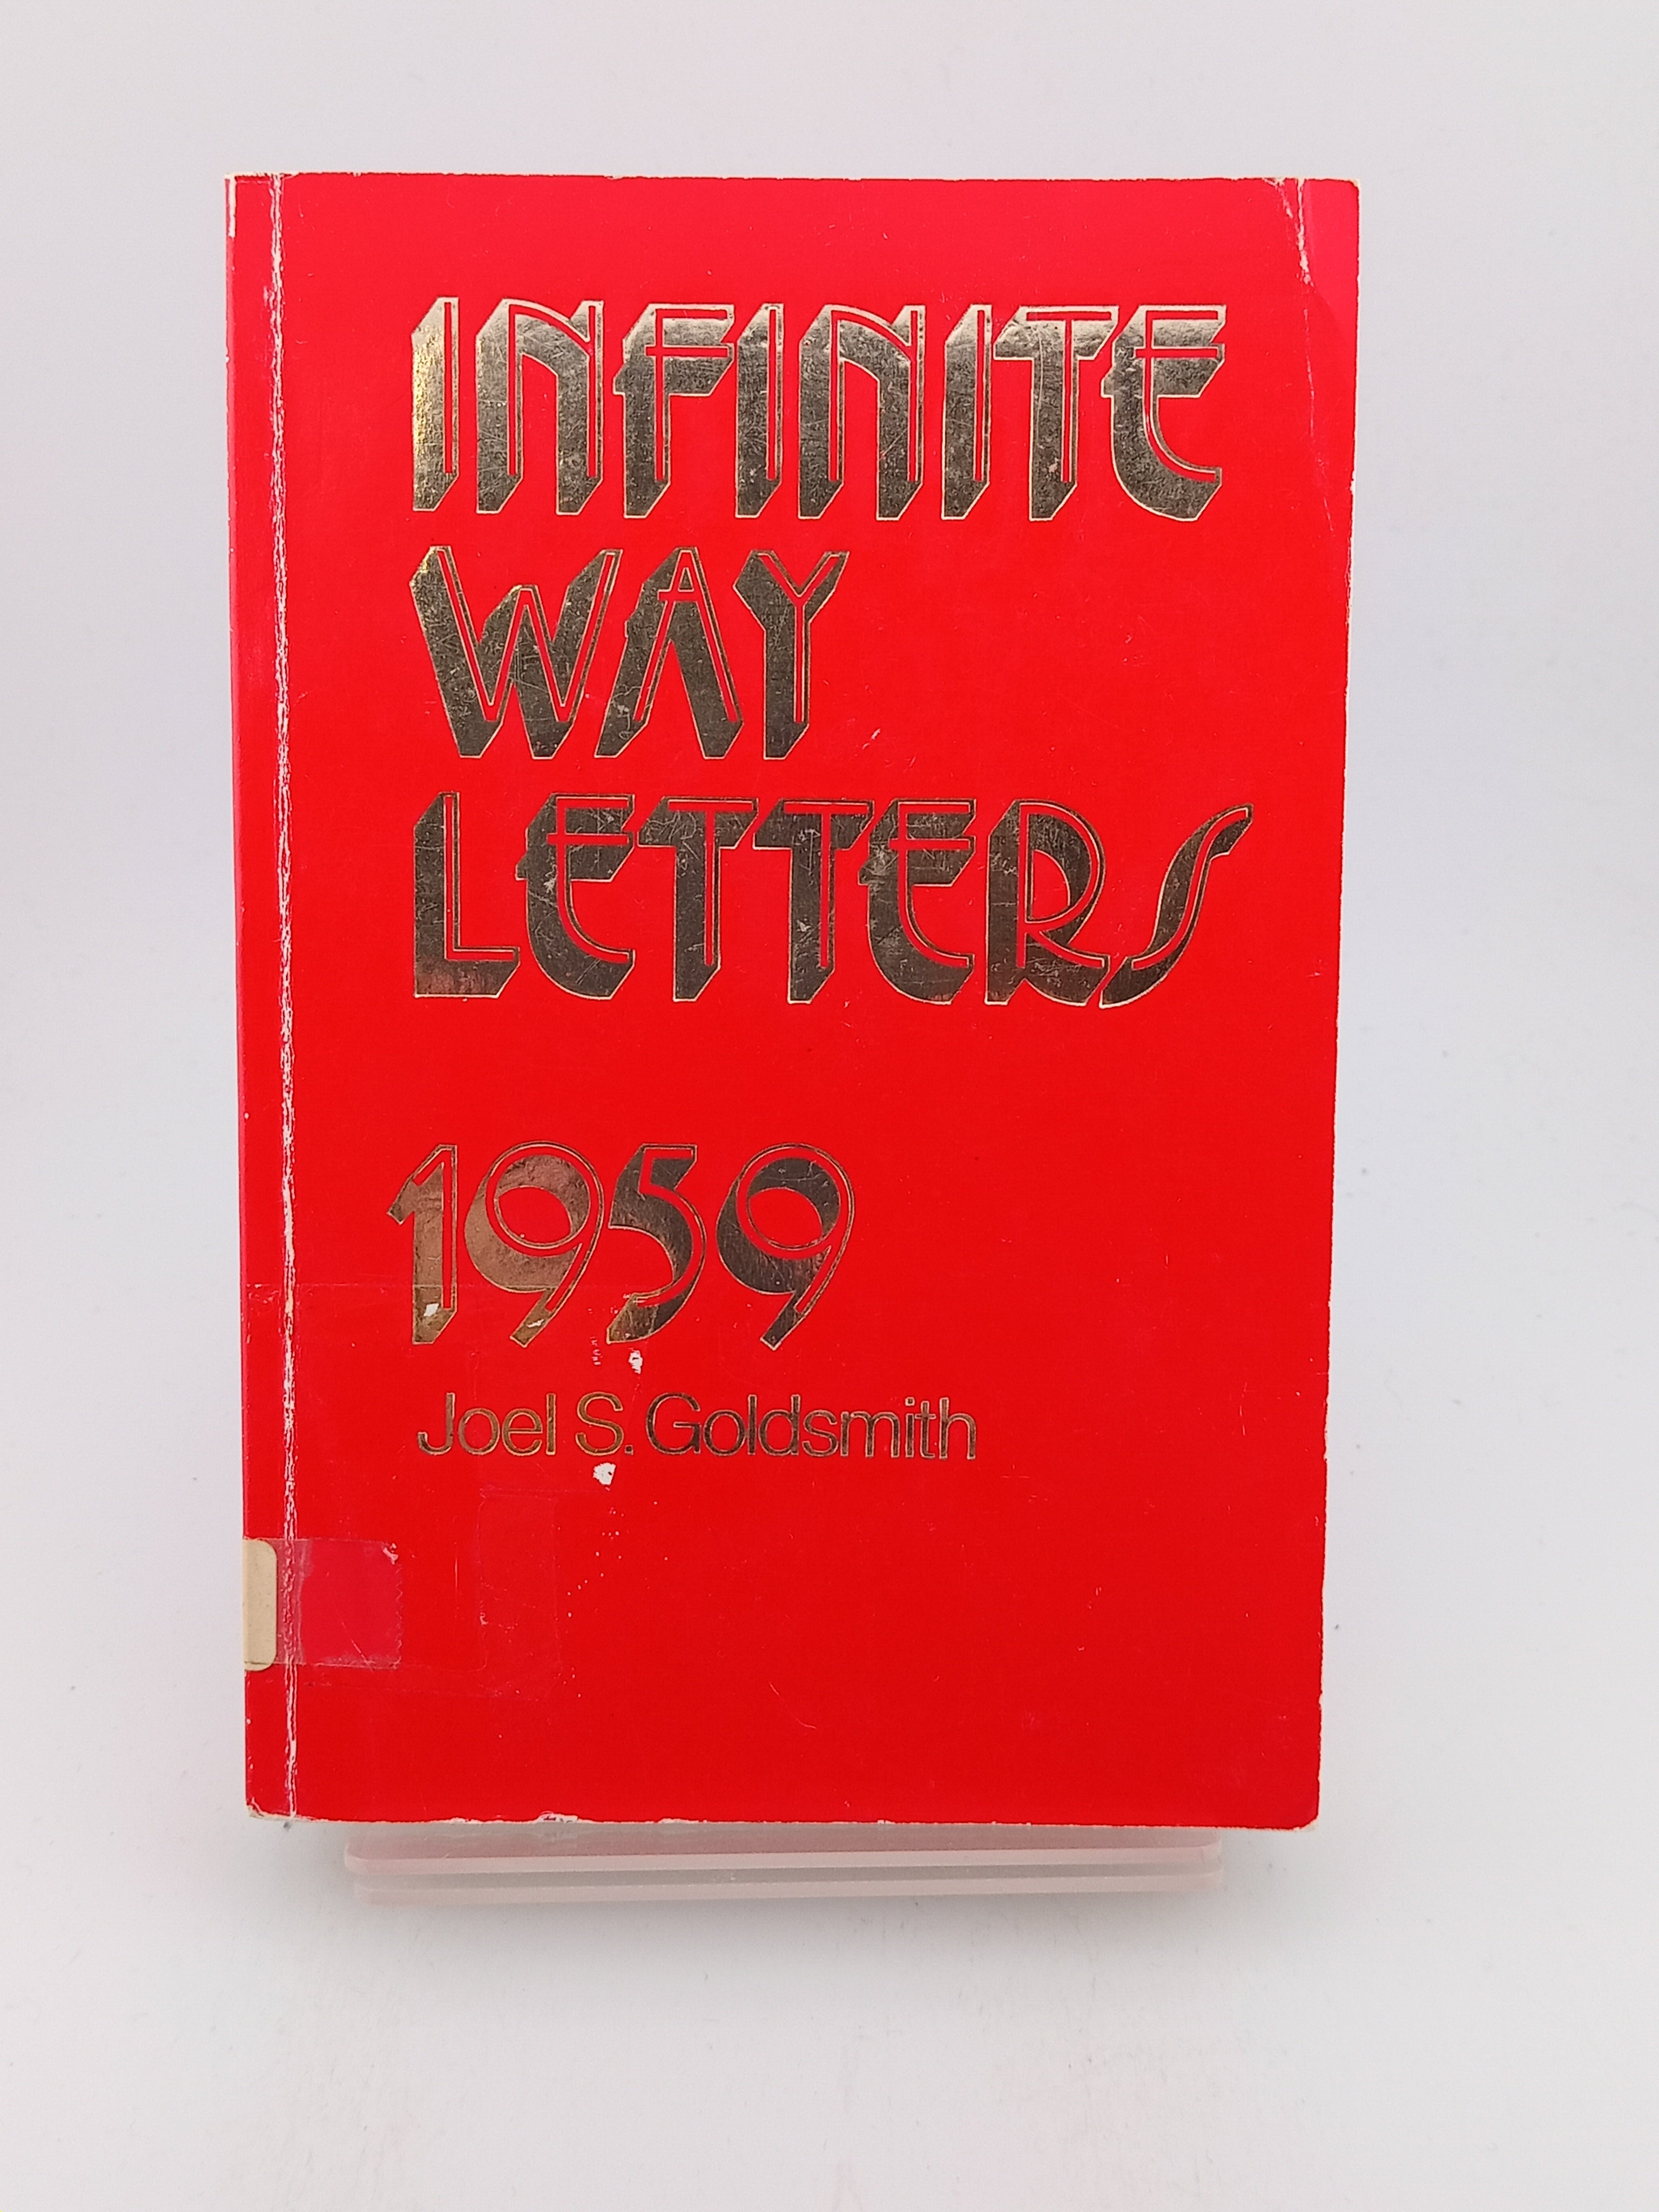 INFINITE
WAY
LETTERS
1959
Joel S. Goldsmith